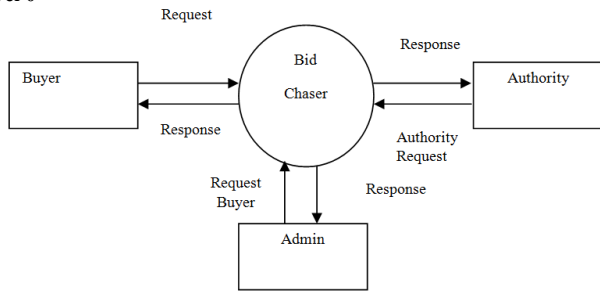 Request
Bid
Chaser
Response
Buyer
Authority
Response
Authority
Request
Request
Buyer
Response
Admin